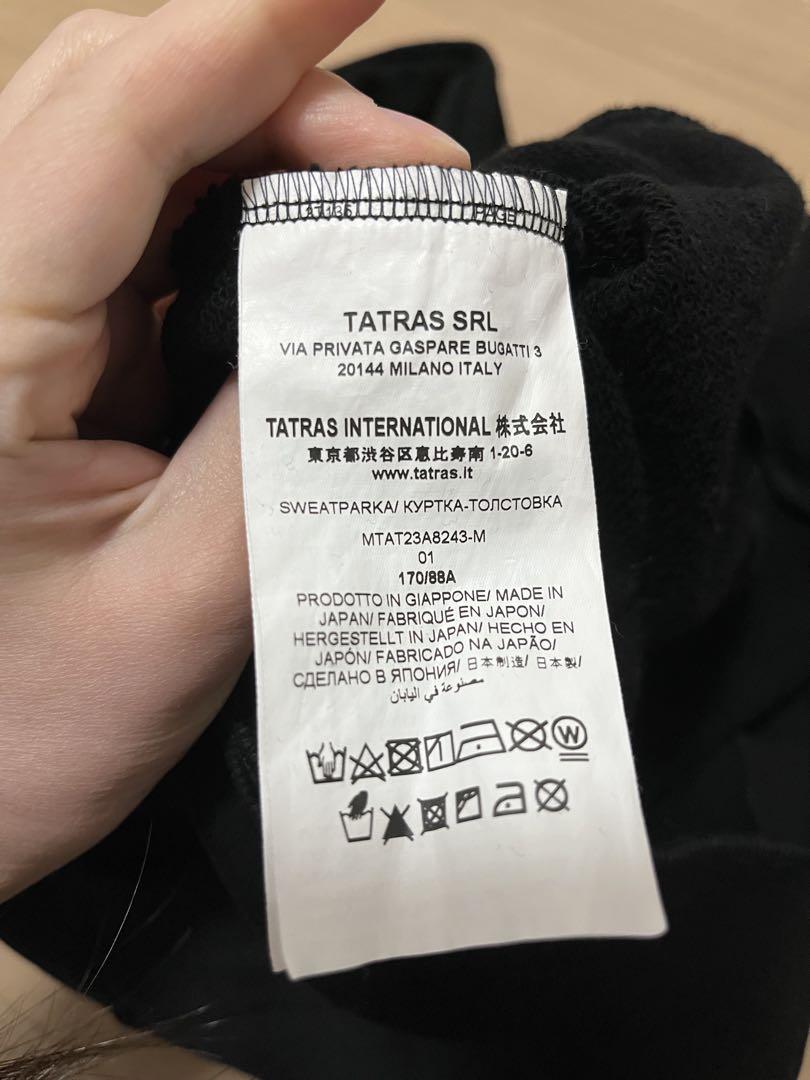 TATRAS SRL
VIA PRIVATA GASPARE BUGATTI 3
20144 MILANO ITALY
TATRAS INTERNATIONAL 株式会社
東京都渋谷区恵比寿南 1-20-6
www.tatras.it
SWEATPARKA/ КУРТКА-ТОЛСТОВКА
MTAT23A8243-M
01
170/88A
PRODOTTO IN GIAPPONE/ MADE IN
JAPAN/ FABRIQUÉ EN JAPON/
HERGESTELLT IN JAPAN/ HECHO EN
JAPÓN/ FABRICADO NA JAPÃO/
СДЕЛАНО В ЯПОНИЯ/ 日本制造/ 日本製/
مصنوعة في اليابان
W